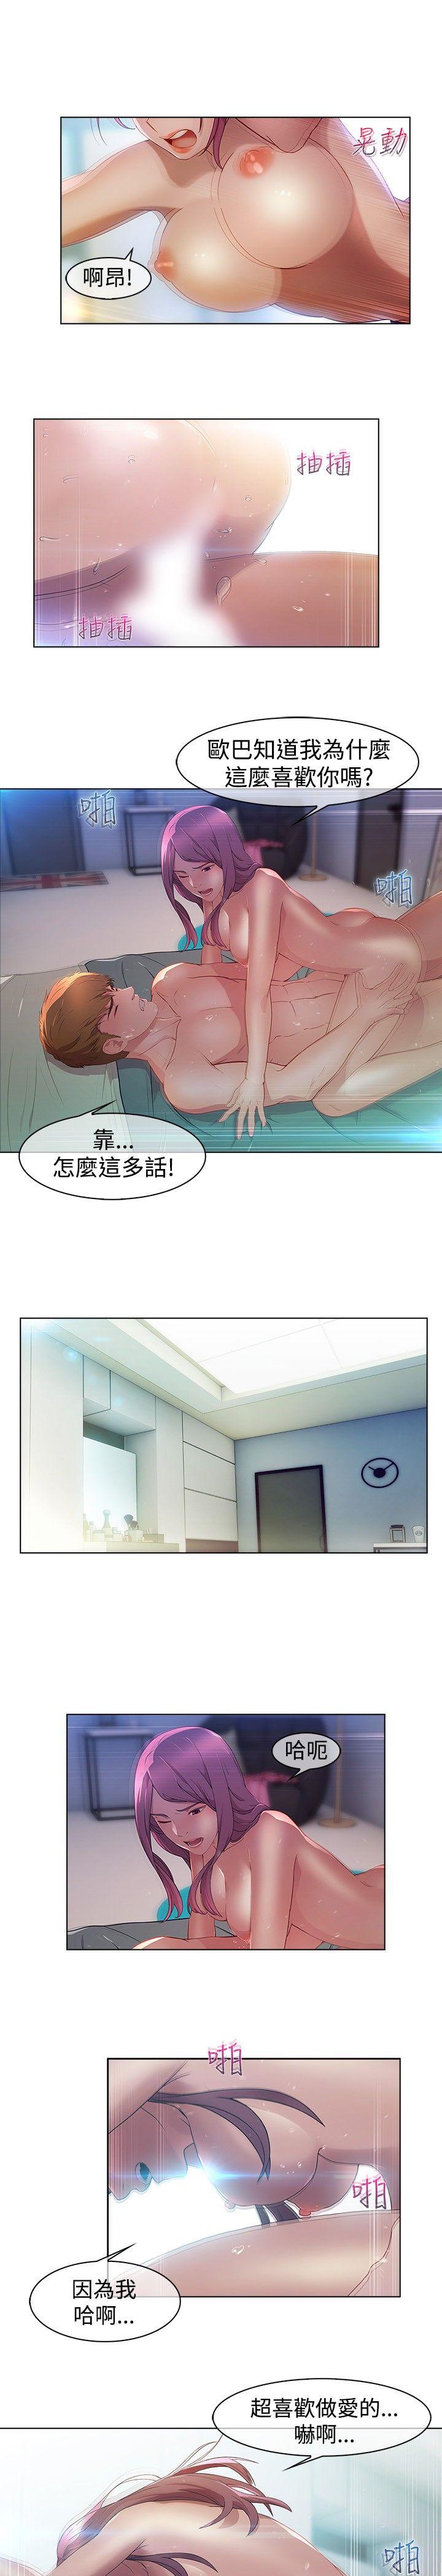 晃動
啊昂!
抽插
抽插
歐巴知道我為什麼
這麼喜歡你嗎?
啪
啪
靠...
怎麼這多話!
哈呃
啪
啪
因為我
哈啊...
超喜歡做愛的...
嚇啊...
啪